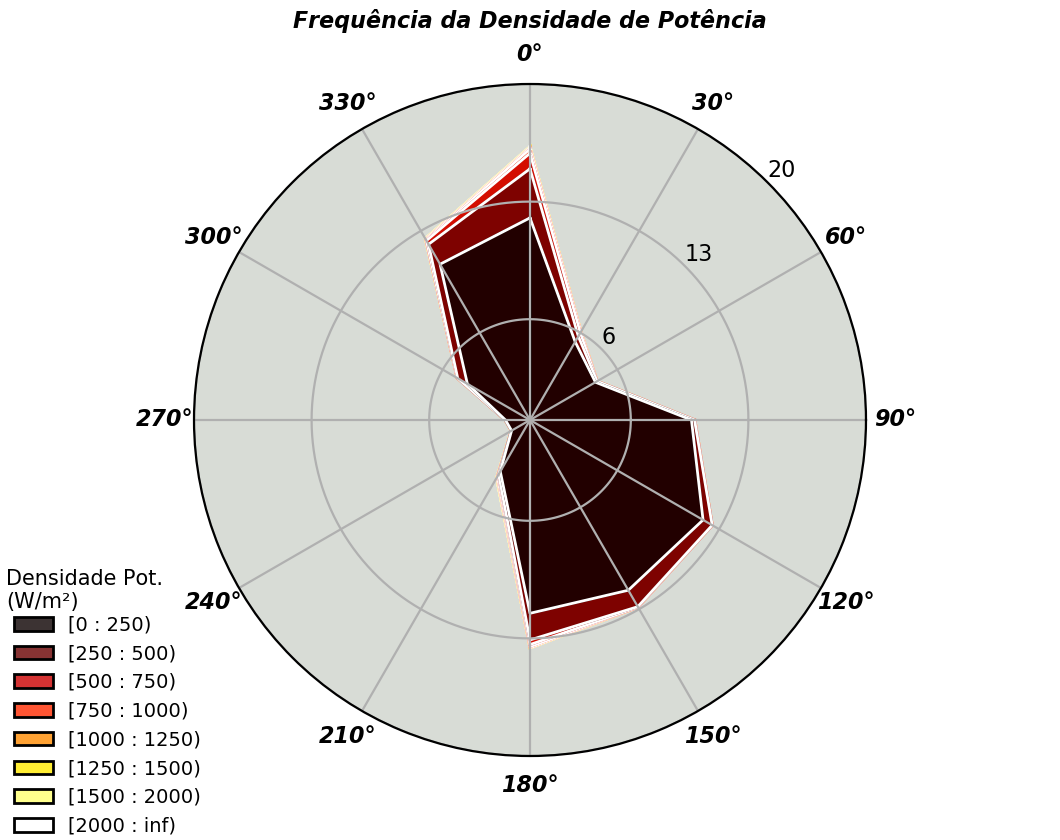 Frequência da Densidade de Potência
0°
330°
30°
20
300°
60°
13
6
270°
90°
240°
120°
210°
150°
180°
Densidade Pot.
(W/m²)
[0 : 250)
[250 : 500)
[500 : 750)
[750 : 1000)
[1000 : 1250)
[1250 : 1500)
[1500 : 2000)
[2000 : inf)